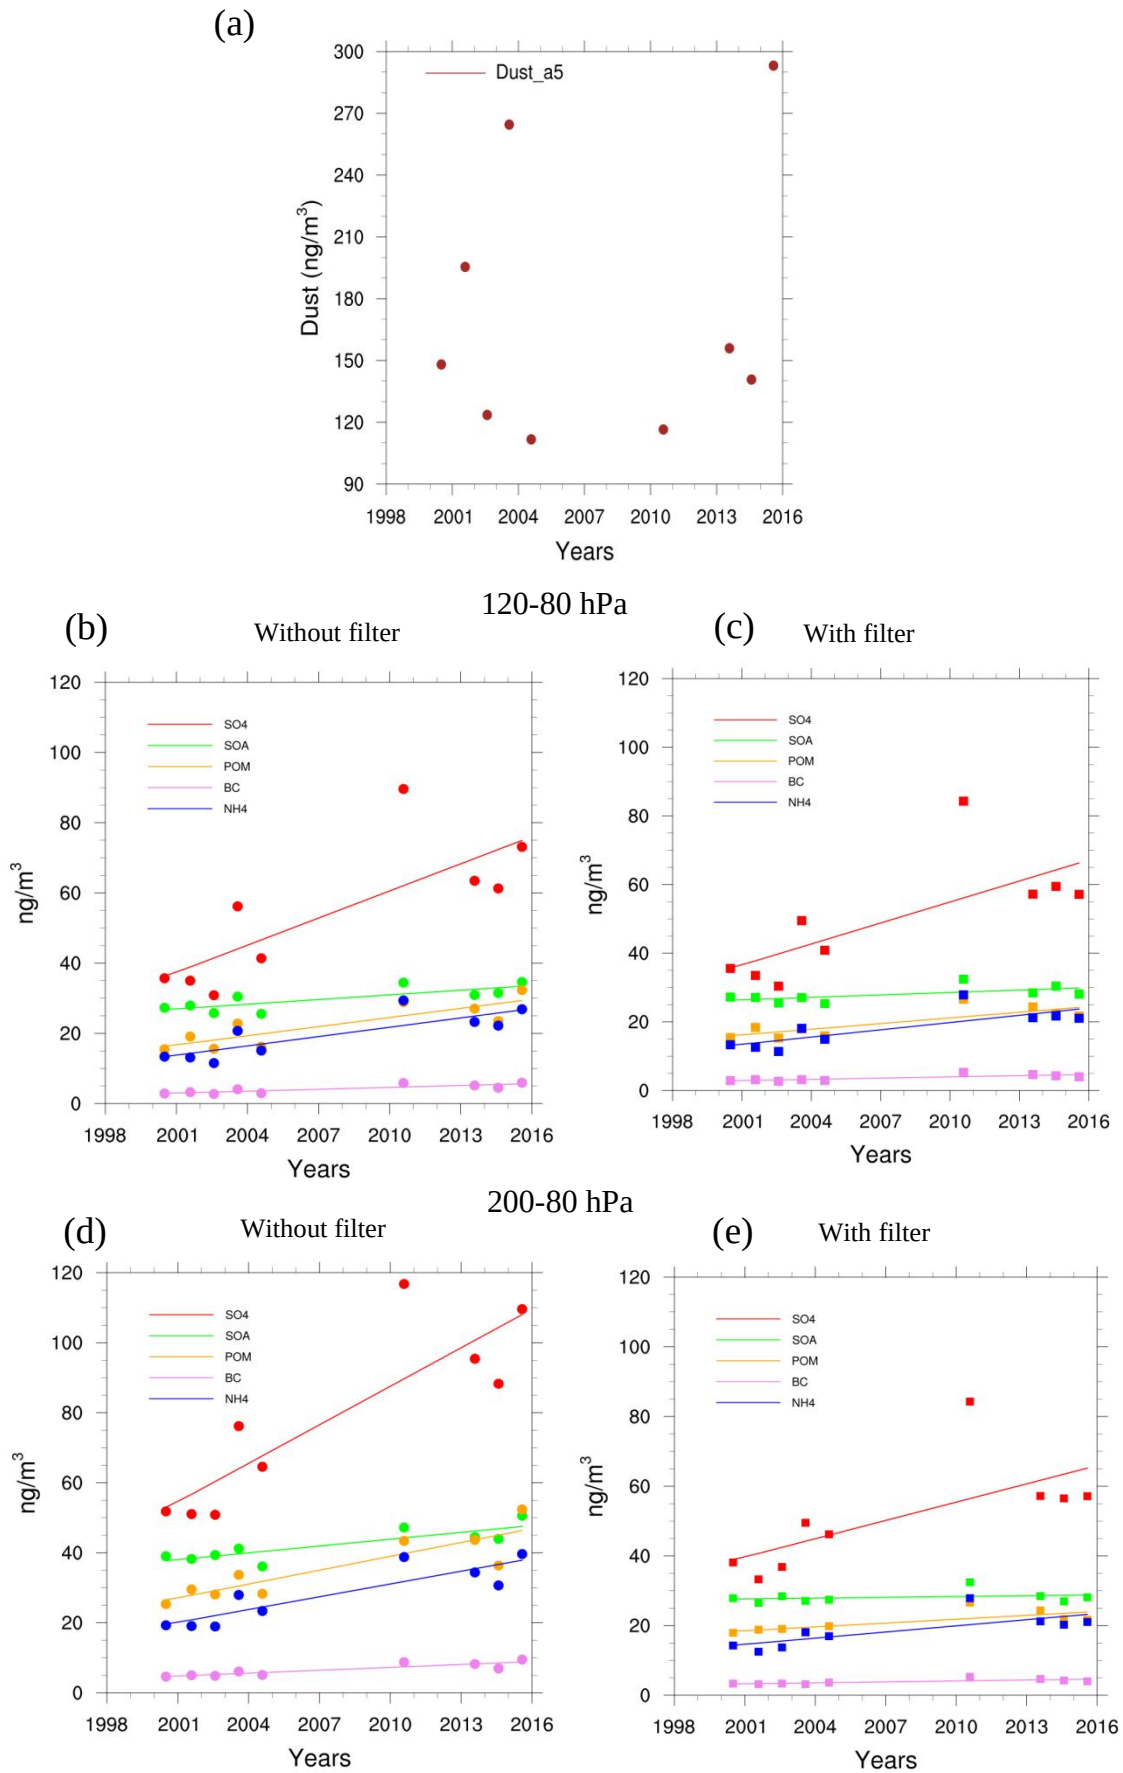 (a)
300
Dust_a5
270
240
210
180
150
120
90
Dust (ng/m³)
1998 2001 2004 2007 2010 2013 2016
Years
120-80 hPa
(b)
Without filter
120
100
80
60
40
20
0
SO4
SOA
POM
BC
NH4
ng/m³
1998 2001 2004 2007 2010 2013 2016
Years
(c)
With filter
120
100
80
60
40
20
0
SO4
SOA
POM
BC
NH4
ng/m³
1998 2001 2004 2007 2010 2013 2016
Years
200-80 hPa
(d)
Without filter
120
100
80
60
40
20
0
SO4
SOA
POM
BC
NH4
ng/m³
1998 2001 2004 2007 2010 2013 2016
Years
(e)
With filter
120
100
80
60
40
20
0
SO4
SOA
POM
BC
NH4
ng/m³
1998 2001 2004 2007 2010 2013 2016
Years